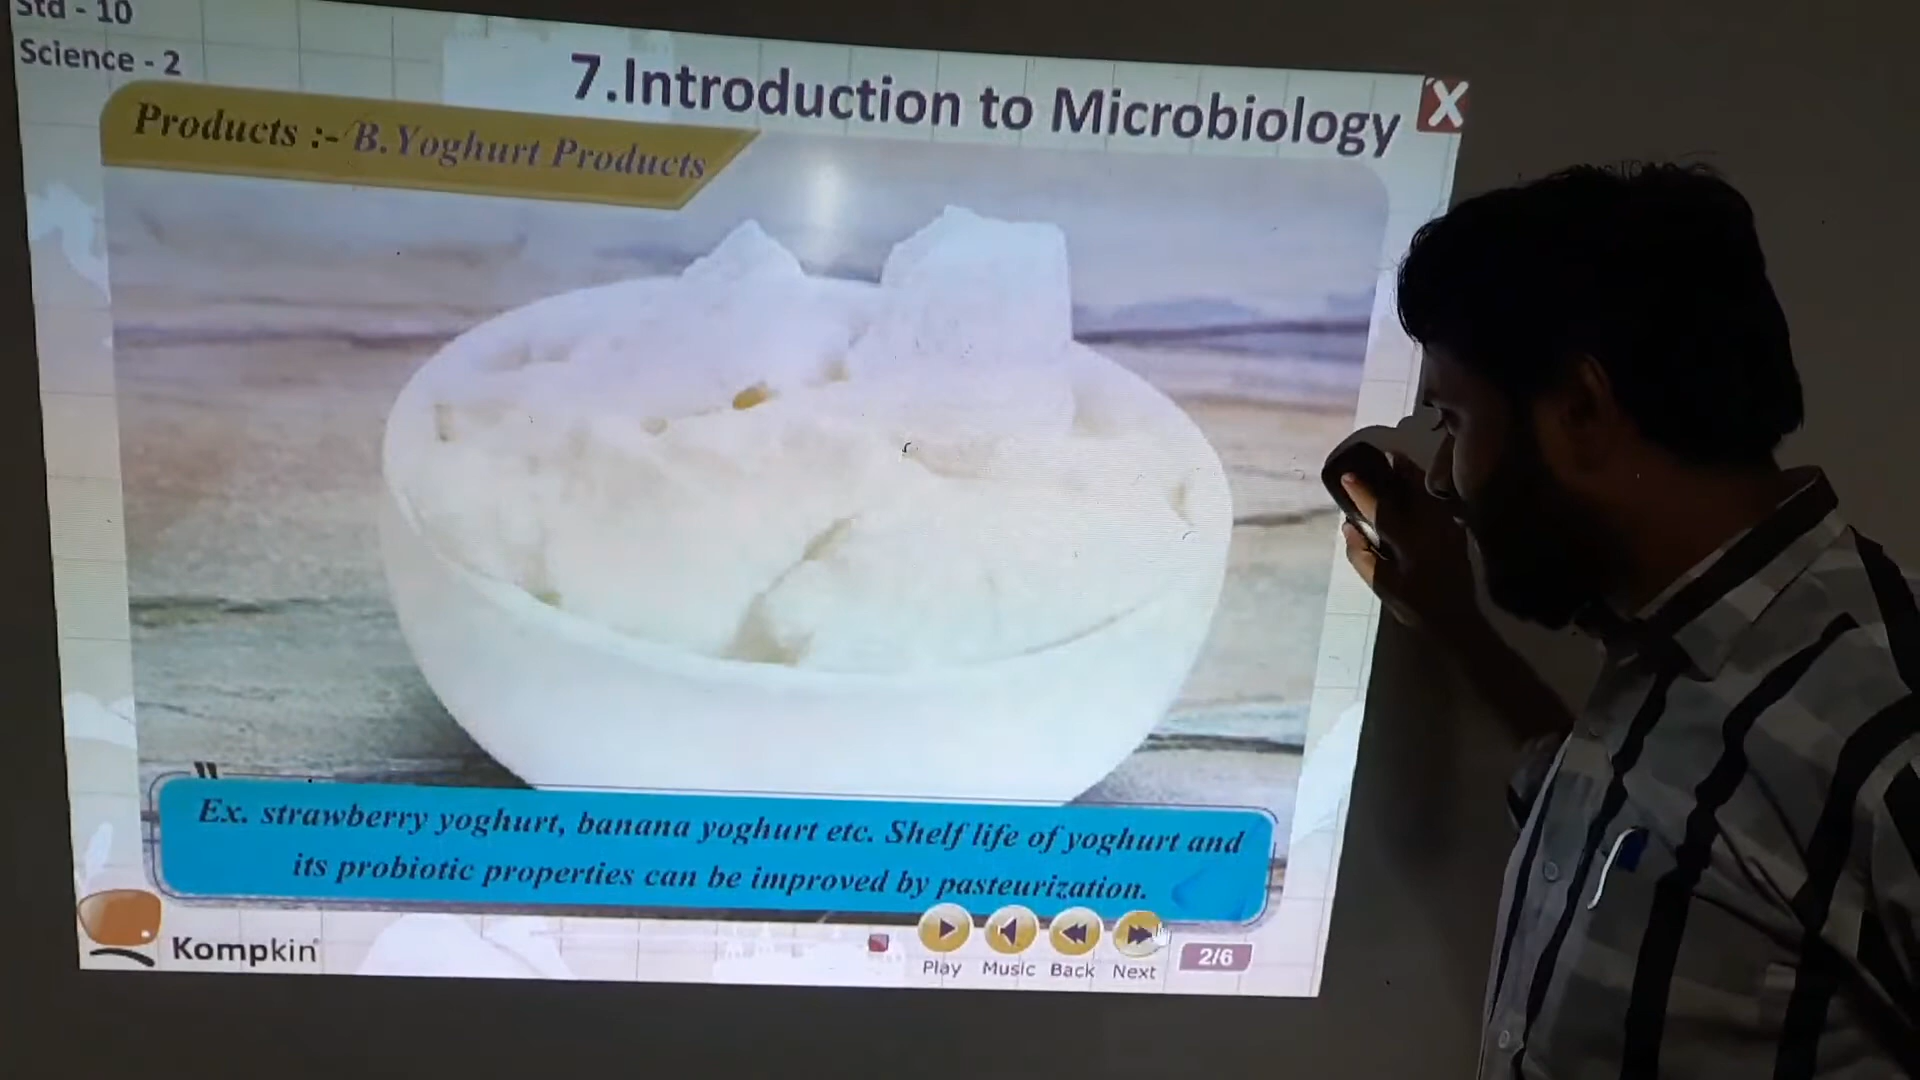 Std - 10
Science - 2
7.Introduction to Microbiology
X
Products :- B.Yoghurt Products
Ex. strawberry yoghurt, banana yoghurt etc. Shelf life of yoghurt and
its probiotic properties can be improved by pasteurization.
Kompkin
Play Music Back Next
2/6